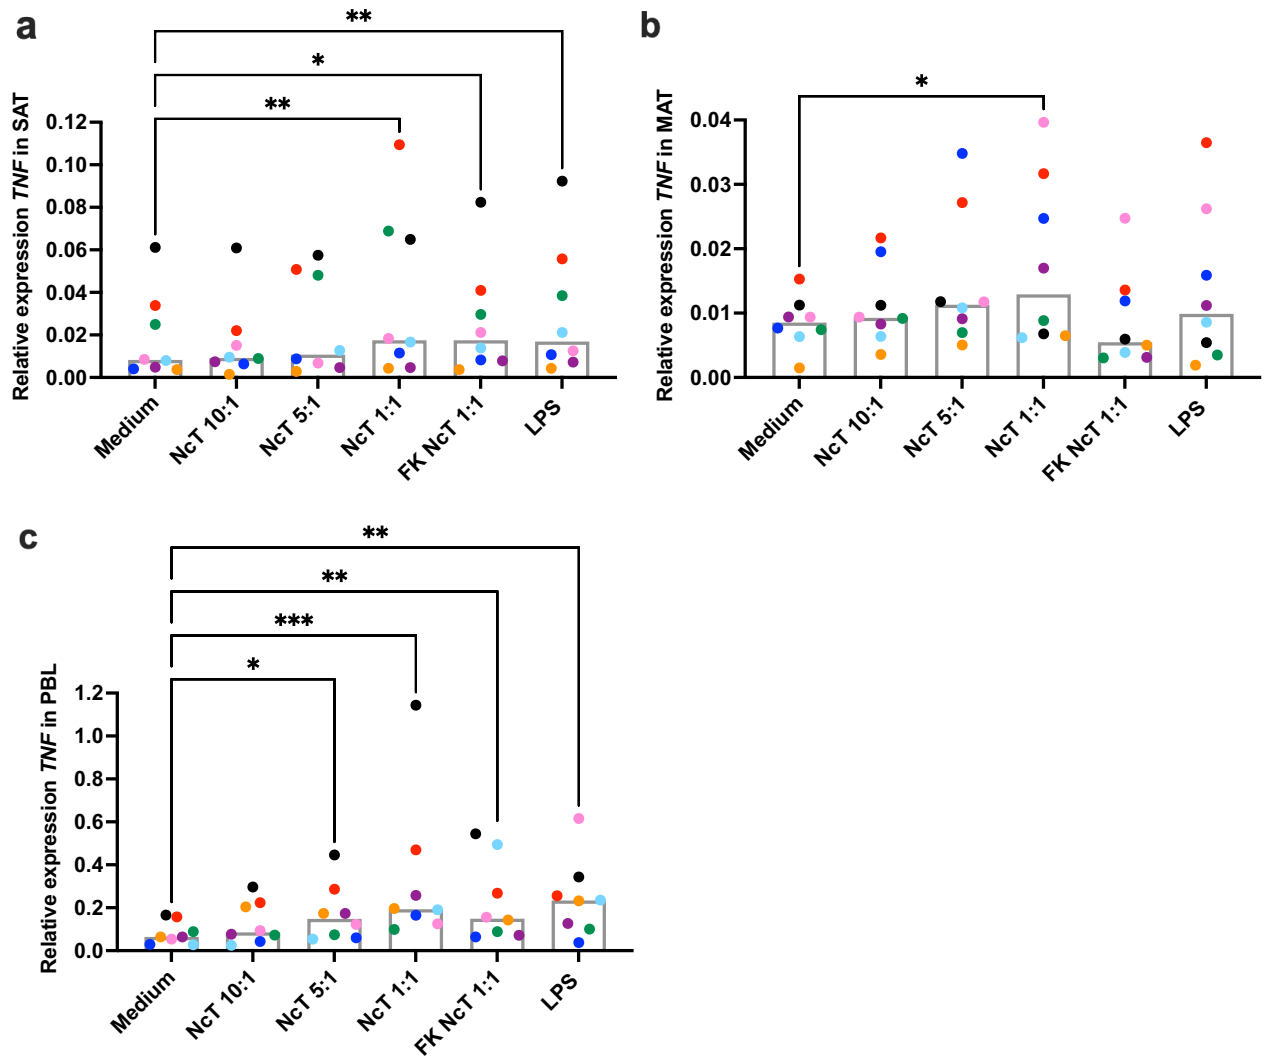 a
**
*
**
Relative expression TNF in SAT
0.12
0.10
0.08
0.06
0.04
0.02
0.00
Medium
NcT 10:1
NcT 5:1
NcT 1:1
FK NcT 1:1
LPS
b
*
Relative expression TNF in MAT
0.04
0.03
0.02
0.01
0.00
Medium
NcT 10:1
NcT 5:1
NcT 1:1
FK NcT 1:1
LPS
c
**
**
***
*
Relative expression TNF in PBL
1.2
1.0
0.8
0.6
0.4
0.2
0.0
Medium
NcT 10:1
NcT 5:1
NcT 1:1
FK NcT 1:1
LPS